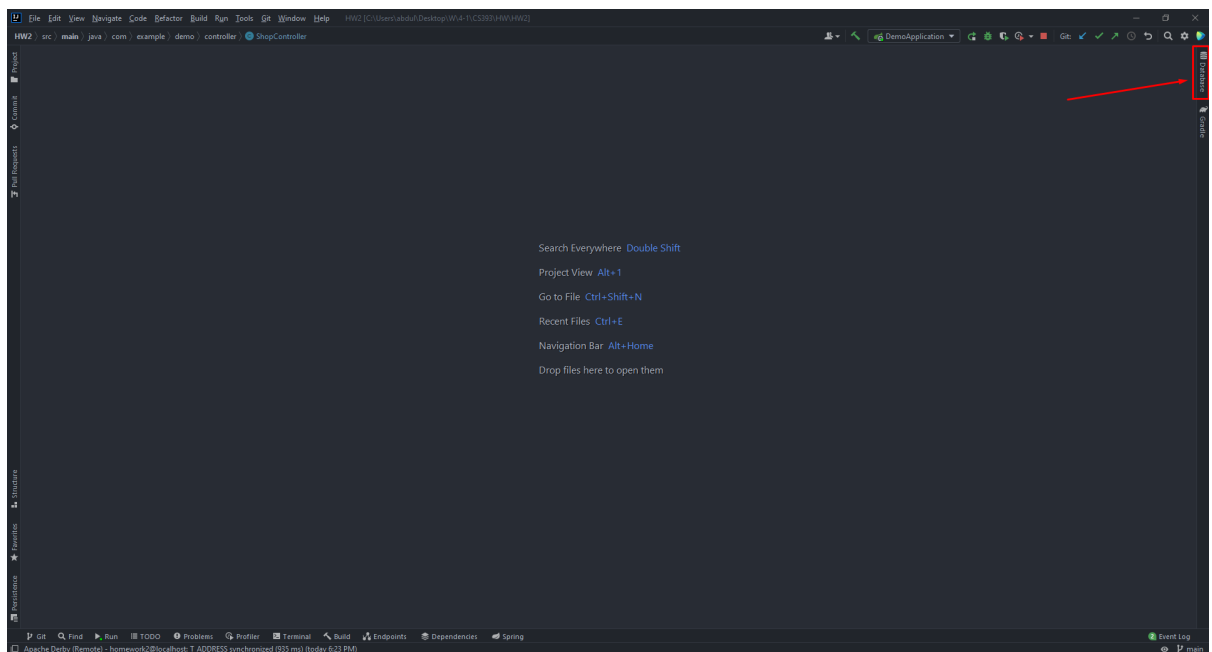 File Edit View Navigate Code Refactor Build Run Tools Git Window Help HW2 [C:\Users\abdul\Desktop\W\4-1\CS393\HW\HW2]
HW2 src main java com example demo controller ShopController DemoApplication Git:
Project
Commit
Pull Requests
Database
Gradle
Search Everywhere Double Shift
Project View Alt+1
Go to File Ctrl+Shift+N
Recent Files Ctrl+E
Navigation Bar Alt+Home
Drop files here to open them
Structure
Favorites
Persistence
Git Find Run TODO Problems Profiler Terminal Build Endpoints Dependencies Spring 2 Event Log
Apache Derby (Remote) - homework2@localhost: T ADDRESS synchronized (935 ms) (today 6:23 PM) main